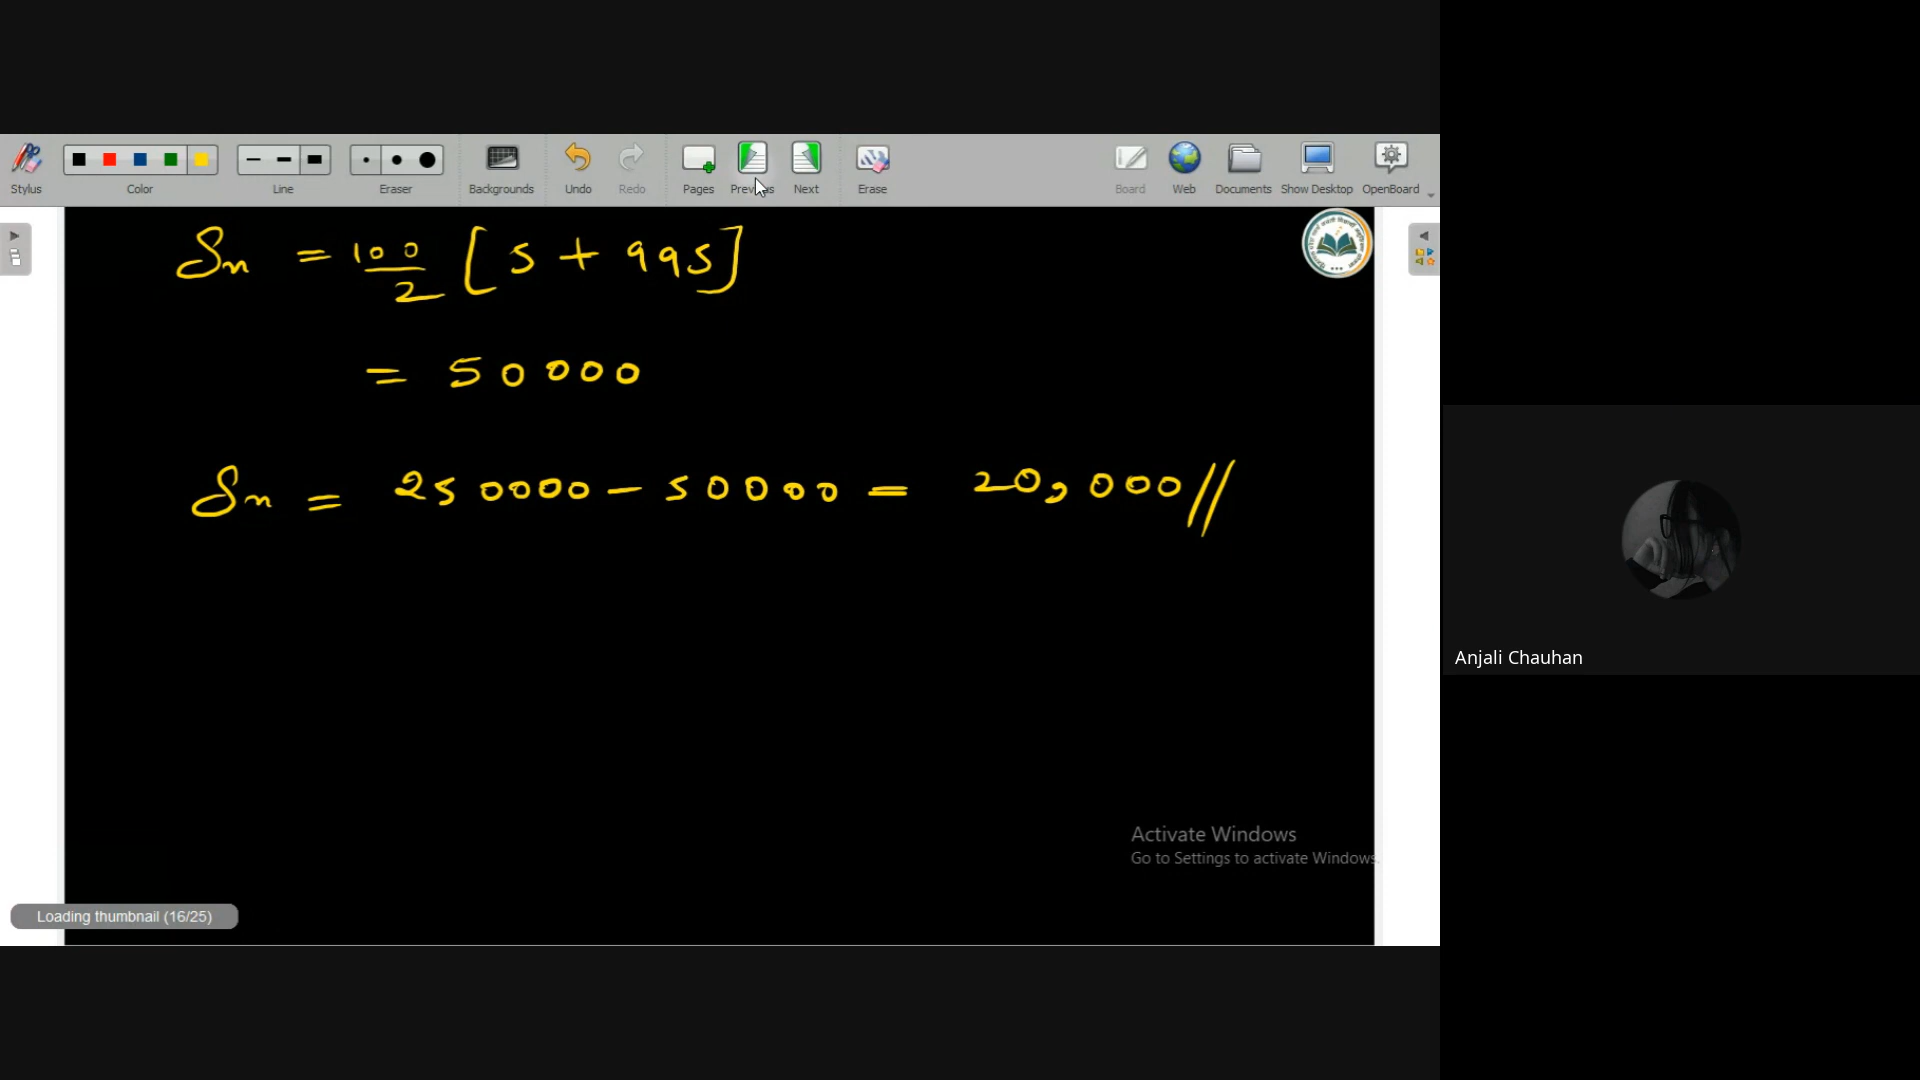 Stylus
Color
Line
Eraser
Backgrounds
Undo
Redo
Pages
Previous
Next
Erase
Board
Web
Documents
Show Desktop
OpenBoard
Sn = 100/2 [5 + 995]
= 50000
Sn = 250000 - 50000 = 20,000//
Anjali Chauhan
Activate Windows
Go to Settings to activate Windows.
Loading thumbnail (16/25)